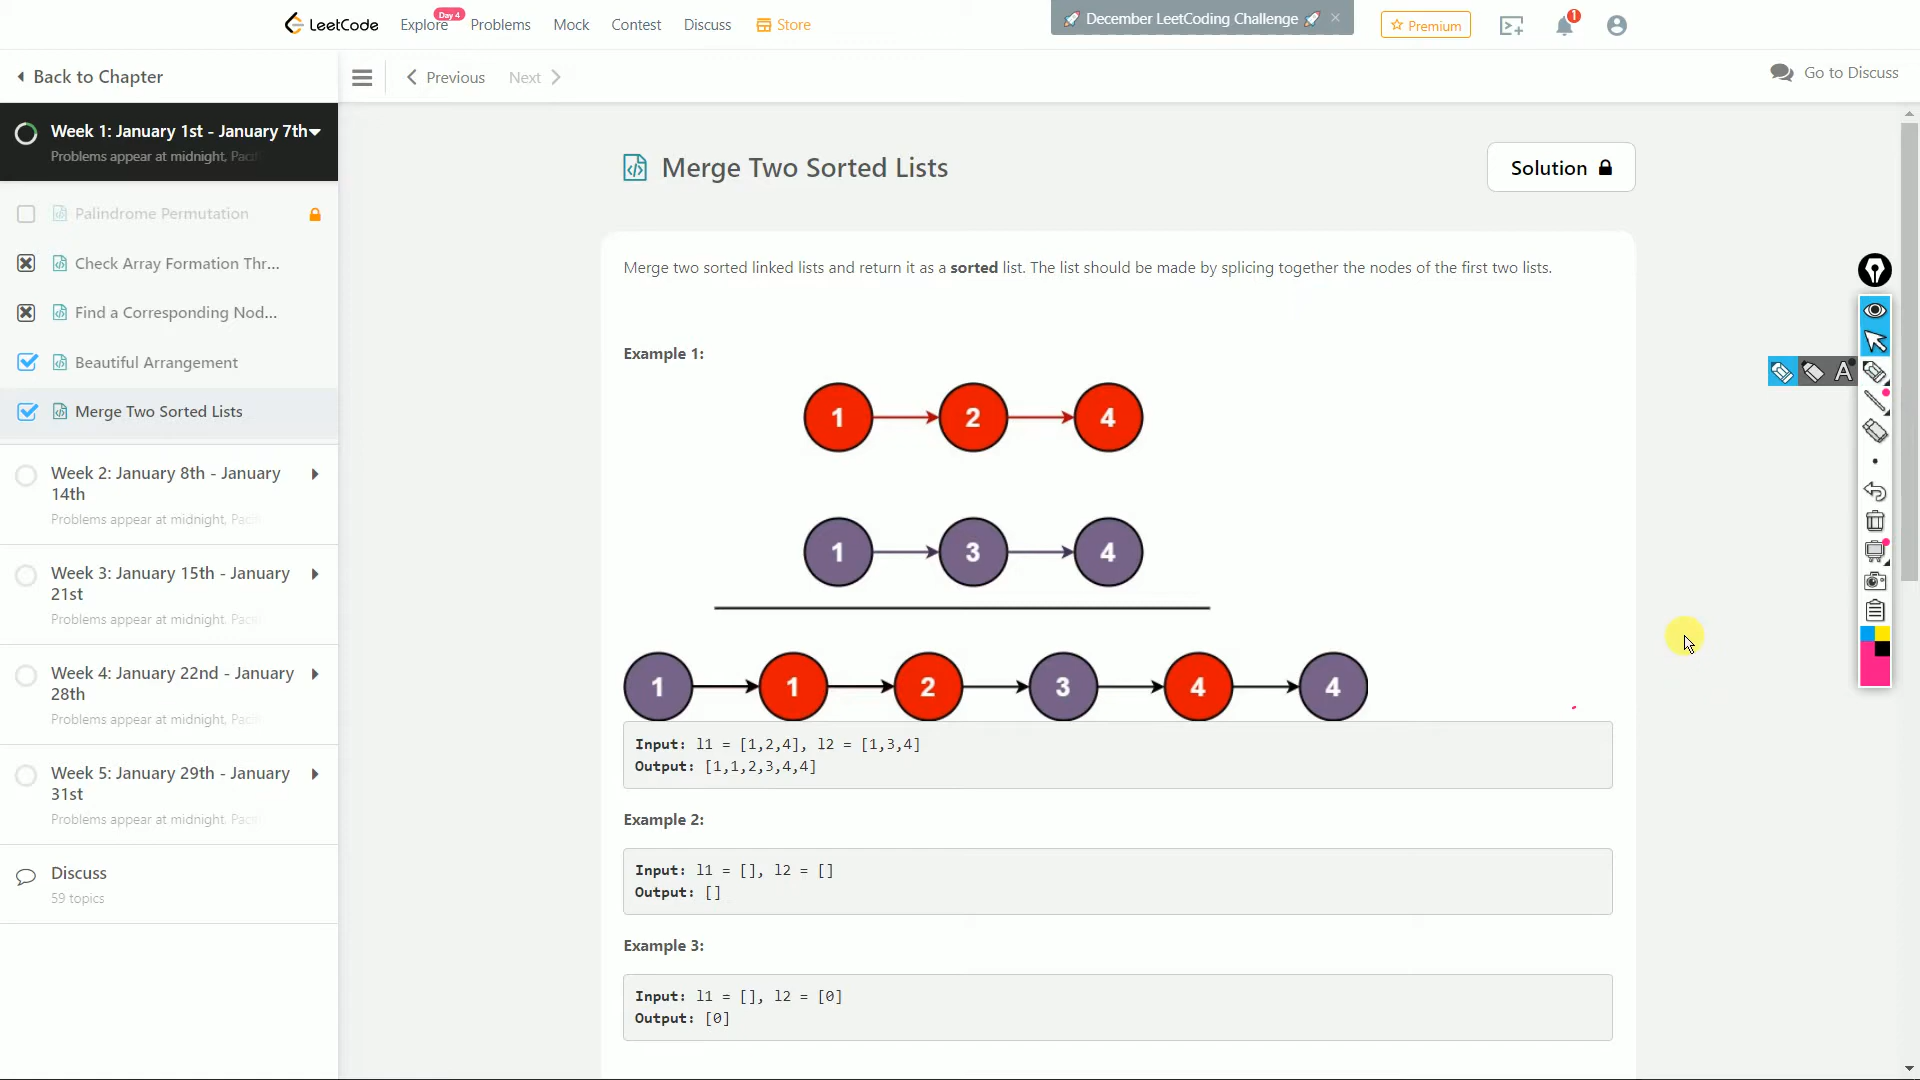 LeetCode
Explore
Day 4
Problems
Mock
Contest
Discuss
Store
🚀 December LeetCoding Challenge 🚀 ×
Premium
1
Back to Chapter
Previous
Next
Go to Discuss
Week 1: January 1st - January 7th
Problems appear at midnight,
Palindrome Permutation
Check Array Formation Thr...
Find a Corresponding Nod...
Beautiful Arrangement
Merge Two Sorted Lists
Week 2: January 8th - January
14th
Problems appear at midnight,
Week 3: January 15th - January
21st
Problems appear at midnight,
Week 4: January 22nd - January
28th
Problems appear at midnight,
Week 5: January 29th - January
31st
Problems appear at midnight,
Discuss
59 topics
Merge Two Sorted Lists
Solution
Merge two sorted linked lists and return it as a sorted list. The list should be made by splicing together the nodes of the first two lists.
Example 1:
1 2 4
1 3 4
1 1 2 3 4 4
Input: l1 = [1,2,4], l2 = [1,3,4]
Output: [1,1,2,3,4,4]
Example 2:
Input: l1 = [], l2 = []
Output: []
Example 3:
Input: l1 = [], l2 = [0]
Output: [0]
A